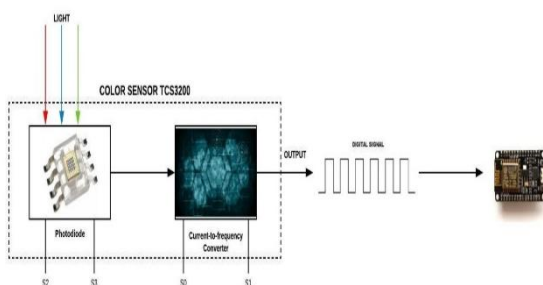 LIGHT
COLOR SENSOR TCS3200
OUTPUT
DIGITAL SIGNAL
Photodiode
Current-to-frequency
Converter
S2
S3
S0
S1